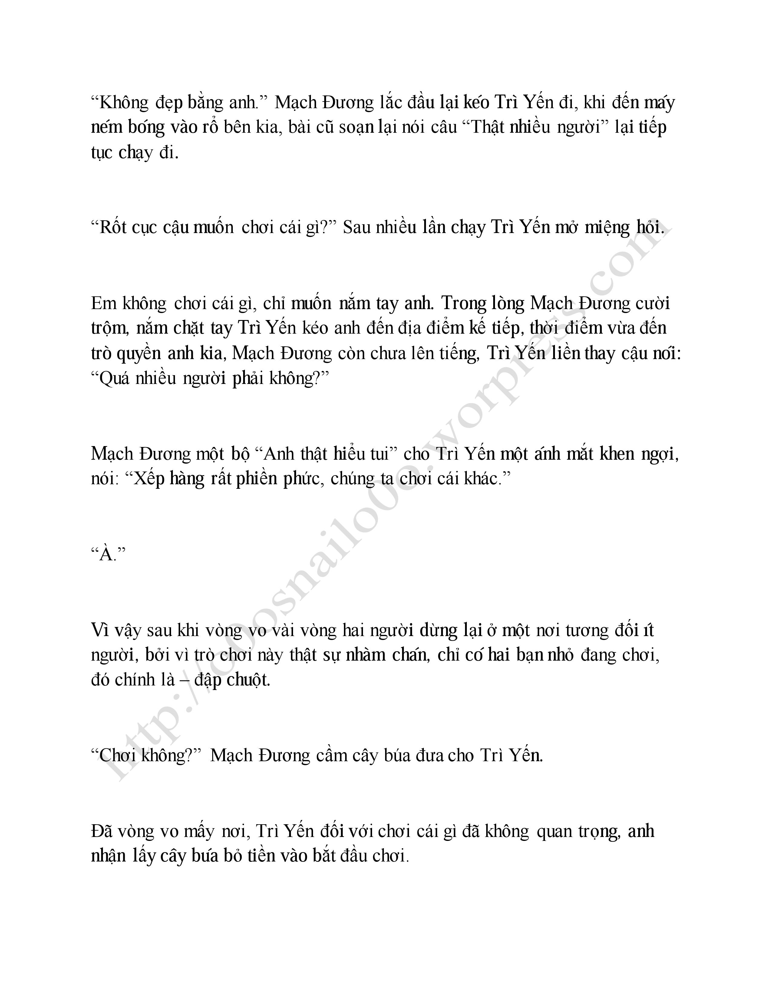 “Không đẹp bằng anh.” Mạch Đương lắc đầu lại kéo Trì Yến đi, khi đến máy
ném bóng vào rổ bên kia, bài cũ soạn lại nói câu “Thật nhiều người” lại tiếp
tục chạy đi.
“Rốt cục cậu muốn chơi cái gì?” Sau nhiều lần chạy Trì Yến mở miệng hỏi.
Em không chơi cái gì, chỉ muốn nắm tay anh. Trong lòng Mạch Đương cười
trộm, nắm chặt tay Trì Yến kéo anh đến địa điểm kế tiếp, thời điểm vừa đến
trò quyền anh kia, Mạch Đương còn chưa lên tiếng, Trì Yến liền thay cậu nói:
“Quá nhiều người phải không?”
Mạch Đương một bộ “Anh thật hiểu tui” cho Trì Yến một ánh mắt khen ngợi,
nói: “Xếp hàng rất phiền phức, chúng ta chơi cái khác.”
“À.”
Vì vậy sau khi vòng vo vài vòng hai người dừng lại ở một nơi tương đối ít
người, bởi vì trò chơi này thật sự nhàm chán, chỉ có hai bạn nhỏ đang chơi,
đó chính là – đập chuột.
“Chơi không?” Mạch Đương cầm cây búa đưa cho Trì Yến.
Đã vòng vo mấy nơi, Trì Yến đối với chơi cái gì đã không quan trọng, anh
nhận lấy cây búa bỏ tiền vào bắt đầu chơi.
http://o0osnailo0o.worpress.com